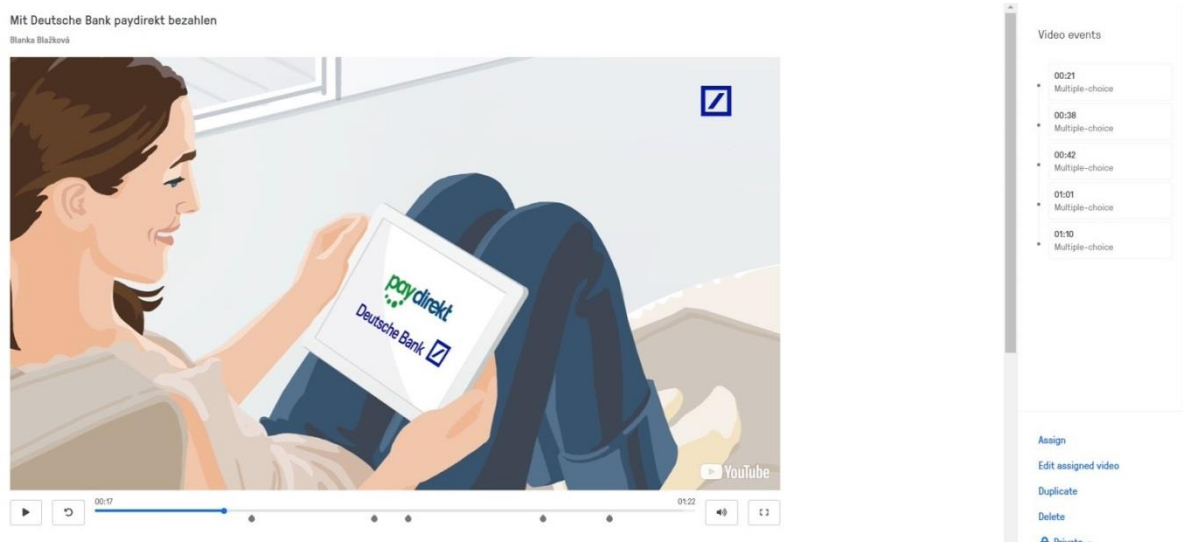 Mit Deutsche Bank paydirekt bezahlen
Blanka Blažková
paydirekt
Deutsche Bank
YouTube
00:17
01:22
Video events
00:21
Multiple-choice
00:38
Multiple-choice
00:42
Multiple-choice
01:01
Multiple-choice
01:10
Multiple-choice
Assign
Edit assigned video
Duplicate
Delete
Private